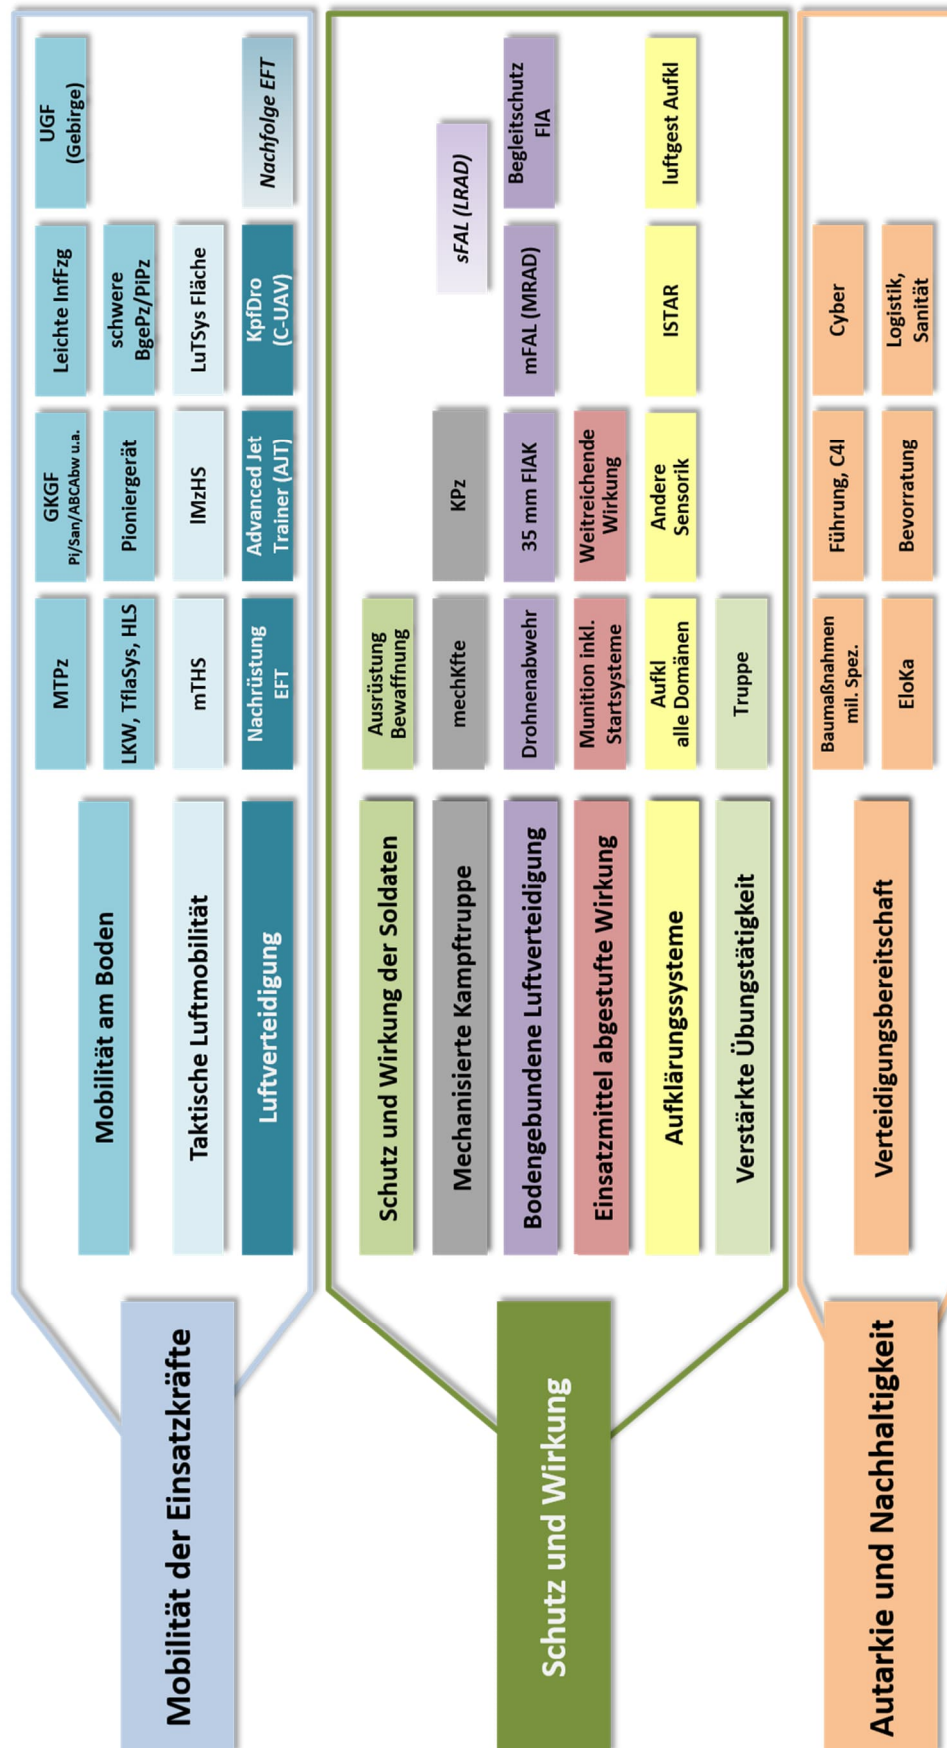 Mobilität der Einsatzkräfte
Mobilität am Boden
MTPz
GKGF
Pi/San/ABCAbw u.a.
Leichte InfFzg
UGF
(Gebirge)
LKW, TflaSys, HLS
Pioniergerät
schwere
BgePz/PiPz
Taktische Luftmobilität
mTHS
lMzHS
LuTSys Fläche
Luftverteidigung
Nachrüstung
EFT
Advanced Jet
Trainer (AJT)
KpfDro
(C-UAV)
Nachfolge EFT
Schutz und Wirkung
Schutz und Wirkung der Soldaten
Ausrüstung
Bewaffnung
Mechanisierte Kampftruppe
mechKfte
KPz
sFAL (LRAD)
Bodengebundene Luftverteidigung
Drohnenabwehr
35 mm FlAK
mFAL (MRAD)
Begleitschutz
FlA
Einsatzmittel abgestufte Wirkung
Munition inkl.
Startsysteme
Weitreichende
Wirkung
Aufklärungssysteme
Aufkl
alle Domänen
Andere
Sensorik
ISTAR
luftgest Aufkl
Verstärkte Übungstätigkeit
Truppe
Autarkie und Nachhaltigkeit
Verteidigungsbereitschaft
Baumaßnahmen
mil. Spez.
Führung, C4I
Cyber
EloKa
Bevorratung
Logistik,
Sanität